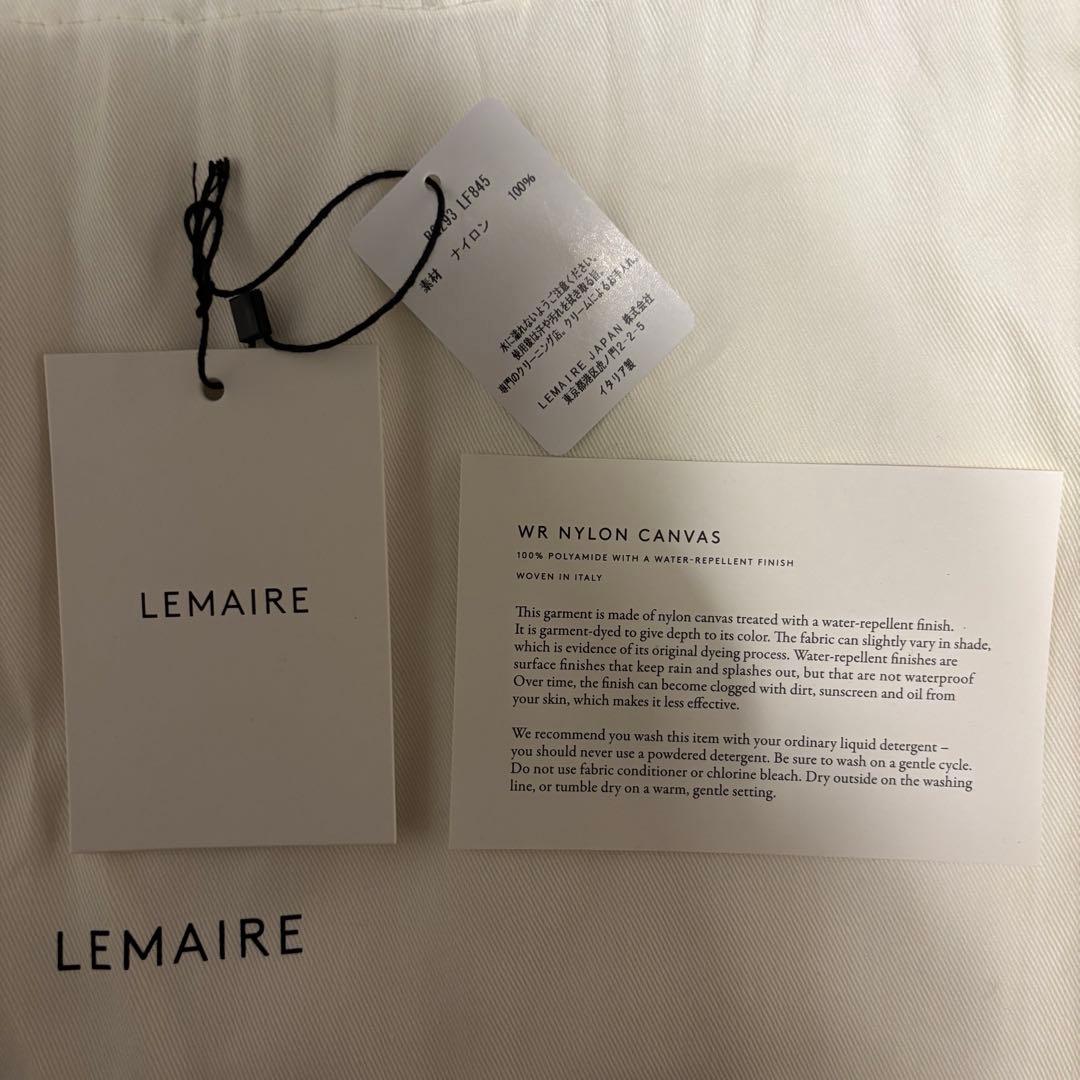 LF845
素材 ナイロン 100%
水に濡れないようご注意ください。
使用後は汗や汚れを拭き取る旨。
専門のクリーニング店。クリームによるお手入れ。
LEMAIRE JAPAN 株式会社
東京都港区虎ノ門2-2-5
イタリア製
LEMAIRE
WR NYLON CANVAS
100% POLYAMIDE WITH A WATER-REPELLENT FINISH
WOVEN IN ITALY
This garment is made of nylon canvas treated with a water-repellent finish.
It is garment-dyed to give depth to its color. The fabric can slightly vary in shade,
which is evidence of its original dyeing process. Water-repellent finishes are
surface finishes that keep rain and splashes out, but that are not waterproof
Over time, the finish can become clogged with dirt, sunscreen and oil from
your skin, which makes it less effective.
We recommend you wash this item with your ordinary liquid detergent –
you should never use a powdered detergent. Be sure to wash on a gentle cycle.
Do not use fabric conditioner or chlorine bleach. Dry outside on the washing
line, or tumble dry on a warm, gentle setting.
LEMAIRE